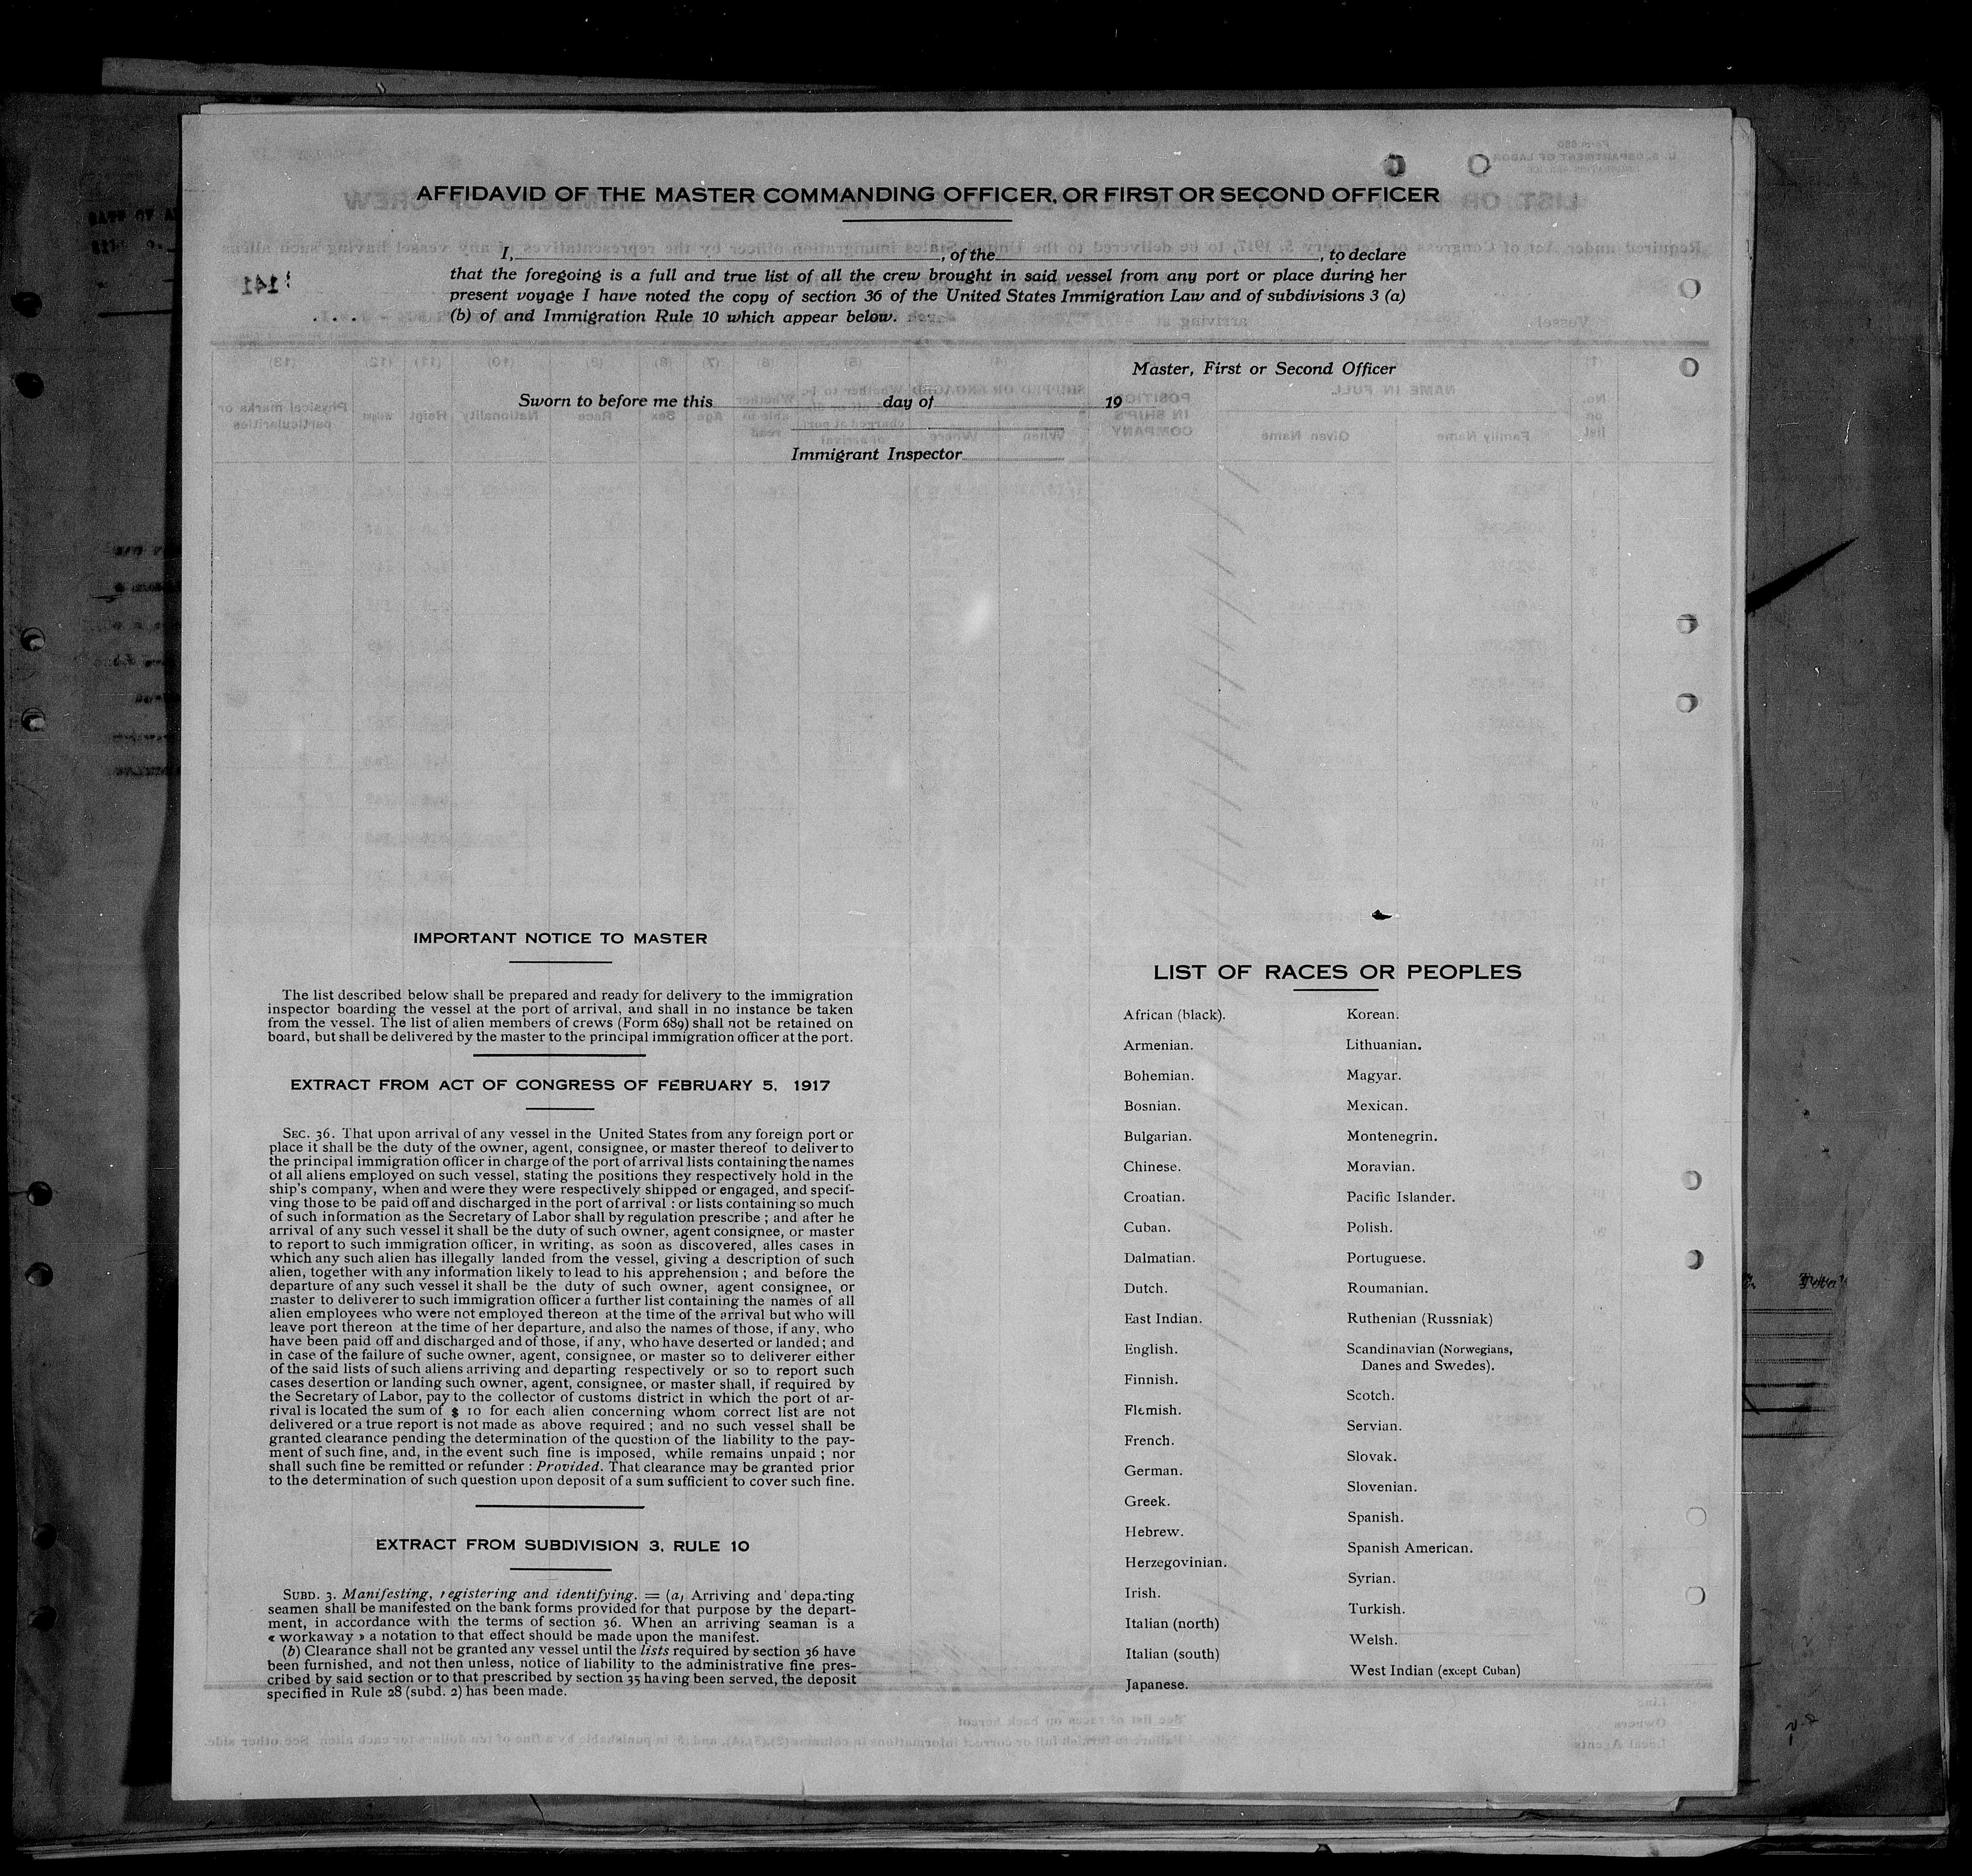 AFFIDAVID OF THE MASTER COMMANDING OFFICER, OR FIRST OR SECOND OFFICER
I, , of the , to declare
that the foregoing is a full and true list of all the crew brought in said vessel from any port or place during her
present voyage I have noted the copy of section 36 of the United States Immigration Law and of subdivisions 3 (a)
(b) of and Immigration Rule 10 which appear below.
Master, First or Second Officer
Sworn to before me this day of 19
Immigrant Inspector
IMPORTANT NOTICE TO MASTER
The list described below shall be prepared and ready for delivery to the immigration
inspector boarding the vessel at the port of arrival, and shall in no instance be taken
from the vessel. The list of alien members of crews (Form 689) shall not be retained on
board, but shall be delivered by the master to the principal immigration officer at the port.
EXTRACT FROM ACT OF CONGRESS OF FEBRUARY 5, 1917
SEC. 36. That upon arrival of any vessel in the United States from any foreign port or
place it shall be the duty of the owner, agent, consignee, or master thereof to deliver to
the principal immigration officer in charge of the port of arrival lists containing the names
of all aliens employed on such vessel, stating the positions they respectively hold in the
ship's company, when and were they were respectively shipped or engaged, and specif-
ving those to be paid off and discharged in the port of arrival : or lists containing so much
of such information as the Secretary of Labor shall by regulation prescribe ; and after he
arrival of any such vessel it shall be the duty of such owner, agent consignee, or master
to report to such immigration officer, in writing, as soon as discovered, alles cases in
which any such alien has illegally landed from the vessel, giving a description of such
alien, together with any information likely to lead to his apprehension ; and before the
departure of any such vessel it shall be the duty of such owner, agent consignee, or
master to deliverer to such immigration officer a further list containing the names of all
alien employees who were not employed thereon at the time of the arrival but who will
leave port thereon at the time of her departure, and also the names of those, if any, who
have been paid off and discharged and of those, if any, who have deserted or landed ; and
in case of the failure of suche owner, agent, consignee, or master so to deliverer either
of the said lists of such aliens arriving and departing respectively or so to report such
cases desertion or landing such owner, agent, consignee, or master shall, if required by
the Secretary of Labor, pay to the collector of customs district in which the port of ar-
rival is located the sum of $ 10 for each alien concerning whom correct list are not
delivered or a true report is not made as above required ; and no such vessel shall be
granted clearance pending the determination of the question of the liability to the pay-
ment of such fine, and, in the event such fine is imposed, while remains unpaid ; nor
shall such fine be remitted or refunder : Provided. That clearance may be granted prior
to the determination of such question upon deposit of a sum sufficient to cover such fine.
EXTRACT FROM SUBDIVISION 3, RULE 10
SUBD. 3. Manifesting, registering and identifying. = (a) Arriving and departing
seamen shall be manifested on the bank forms provided for that purpose by the depart-
ment, in accordance with the terms of section 36. When an arriving seaman is a
« workaway » a notation to that effect should be made upon the manifest.
(b) Clearance shall not be granted any vessel until the lists required by section 36 have
been furnished, and not then unless, notice of liability to the administrative fine pres-
cribed by said section or to that prescribed by section 35 having been served, the deposit
specified in Rule 28 (subd. 2) has been made.
LIST OF RACES OR PEOPLES
African (black).
Armenian.
Bohemian.
Bosnian.
Bulgarian.
Chinese.
Croatian.
Cuban.
Dalmatian.
Dutch.
East Indian.
English.
Finnish.
Flemish.
French.
German.
Greek.
Hebrew.
Herzegovinian.
Irish.
Italian (north)
Italian (south)
Japanese.
Korean.
Lithuanian.
Magyar.
Mexican.
Montenegrin.
Moravian.
Pacific Islander.
Polish.
Portuguese.
Roumanian.
Ruthenian (Russniak)
Scandinavian (Norwegians,
Danes and Swedes).
Scotch.
Servian.
Slovak.
Slovenian.
Spanish.
Spanish American.
Syrian.
Turkish.
Welsh.
West Indian (except Cuban)